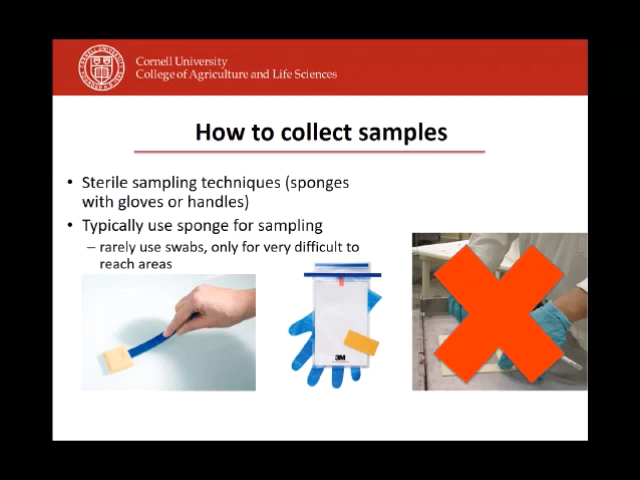 Cornell University
College of Agriculture and Life Sciences
How to collect samples
• Sterile sampling techniques (sponges
with gloves or handles)
• Typically use sponge for sampling
– rarely use swabs, only for very difficult to
reach areas
3M